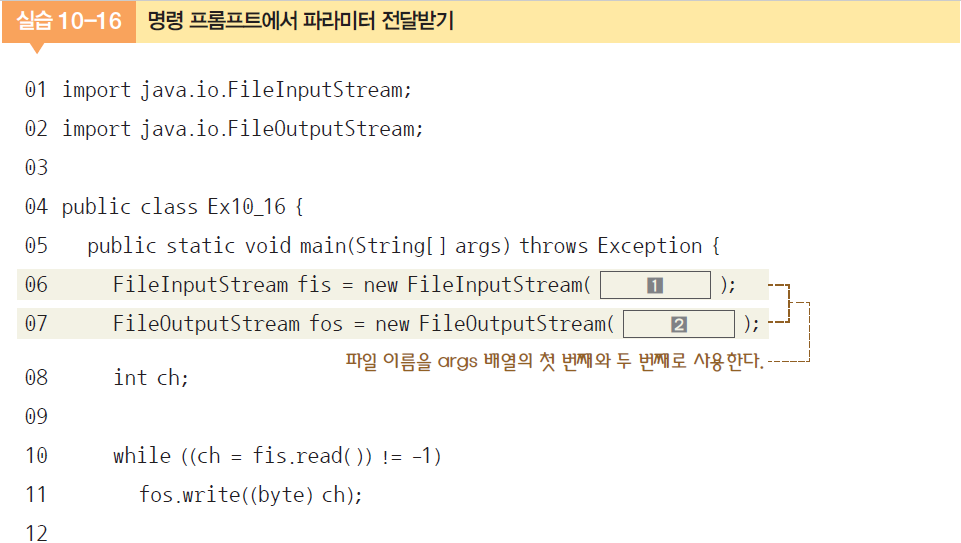 실습 10-16 명령 프롬프트에서 파라미터 전달받기
01 import java.io.FileInputStream;
02 import java.io.FileOutputStream;
03
04 public class Ex10_16 {
05 public static void main(String[] args) throws Exception {
06 FileInputStream fis = new FileInputStream( 1 );
07 FileOutputStream fos = new FileOutputStream( 2 );
파일 이름을 args 배열의 첫 번째와 두 번째로 사용한다.
08 int ch;
09
10 while ((ch = fis.read()) != -1)
11 fos.write((byte) ch);
12